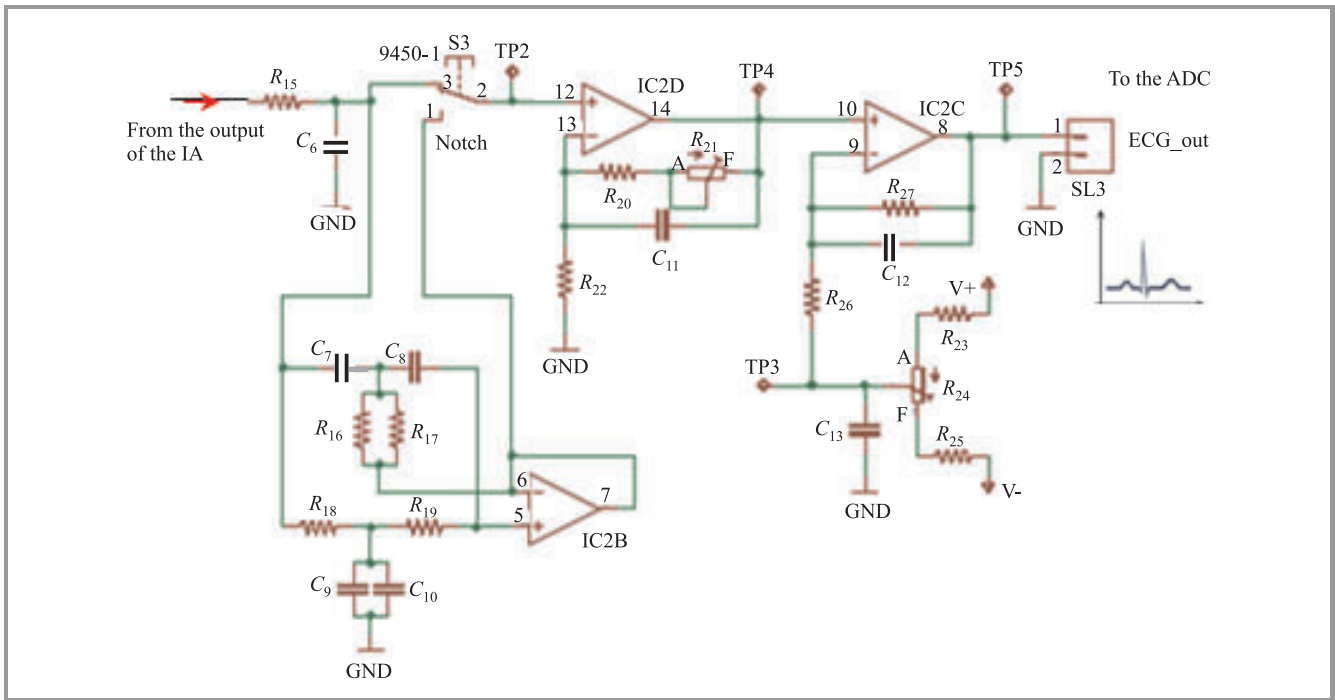 S3
9450-1
TP2
3
2
1
Notch
R15
From the output
of the IA
C6
GND
12
13
IC2D
14
TP4
A
R21
F
R20
C11
R22
GND
10
9
IC2C
8
TP5
To the ADC
1
ECG_out
2
SL3
GND
R27
C12
R26
V+
R23
A
R24
F
TP3
C13
R25
V-
GND
C7
C8
R16
R17
R18
R19
6
5
7
IC2B
C9
C10
GND